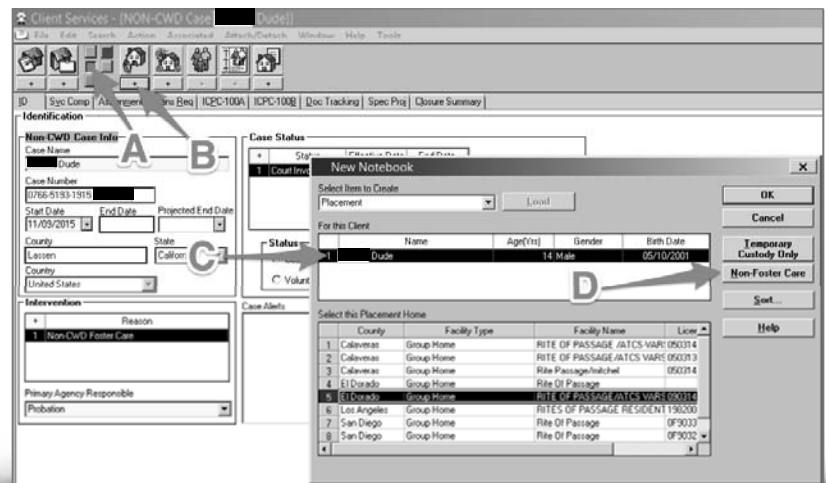 Client Services - [NON-CWD Case Dude]]
File Edit Search Action Associated Attach/Detach Window Help Tools
ID Svc Comp Trans Req ICPC-100A ICPC-100B Doc Tracking Spec Proj Closure Summary
A
B
C
D
Identification
Non-CWD Case Info
Case Name
Dude
Case Number
0766-5193-1915
Start Date End Date Projected End Date
11/09/2015
County State
Lassen
Country
United States
Intervention
+ Reason
1 Non-CWD Foster Care
Primary Agency Responsible
Probation
Case Status
+ Effective Date End Date
1
Status
Case Alerts
New Notebook
X
Select Item to Create
Placement
Load
For this Client
Name Age(Yrs) Gender Birth Date
1 Dude 14 Male 05/10/2001
Select this Placement Home
County Facility Type Facility Name
1 Calaveras Group Home RITE OF PASSAGE /ATCS-VAR 050314
2 Calaveras Group Home RITE OF PASSAGE/ATCS VARS 050313
3 Calaveras Group Home Rite Passage/mitchel 050314
4 El Dorado Group Home Rite Of Passage
5 El Dorado Group Home RITE OF PASSAGE/ATCS VARS 090314
6 Los Angeles Group Home RITES OF PASSAGE RESIDENT 198200
7 San Diego Group Home Rite Of Passage 0F9033
8 San Diego Group Home Rite Of Passage 0F9032
OK
Cancel
Temporary
Custody Only
Non-Foster Care
Sort...
Help